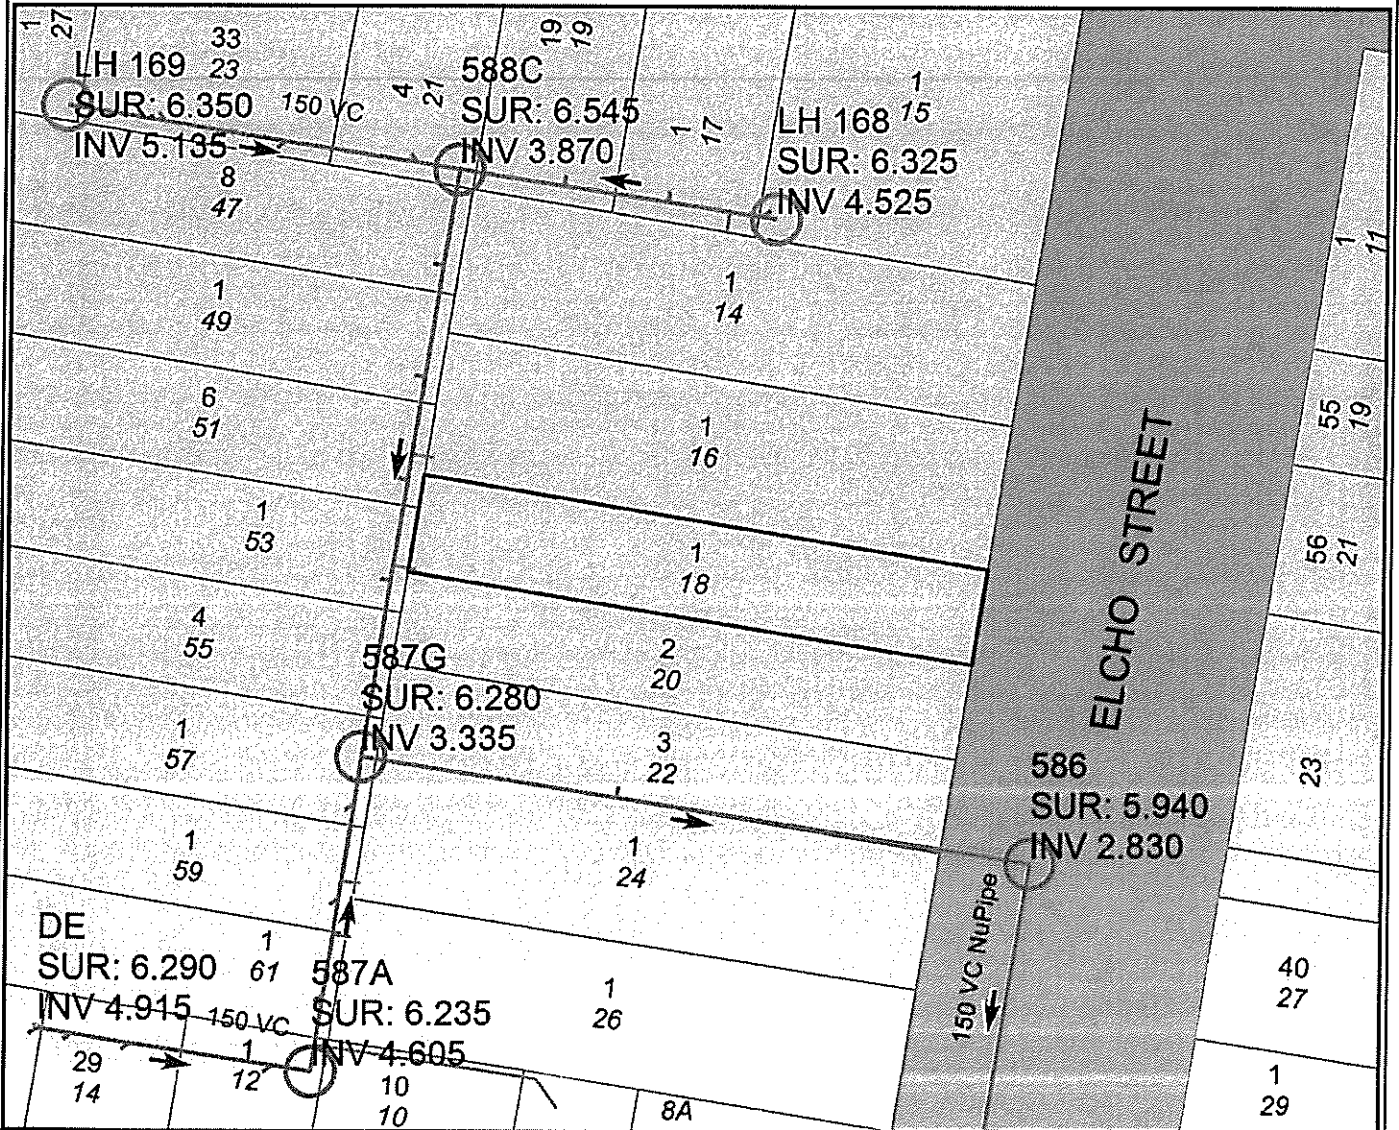 1
27
33
23
LH 169
SUR: 6.350
INV 5.135
150 VC
4
21
19
19
588C
SUR: 6.545
INV 3.870
1
17
1
15
LH 168
SUR: 6.325
INV 4.525
8
47
1
49
6
51
1
53
4
55
1
57
1
59
1
61
1
14
1
16
1
18
2
20
3
22
1
24
1
26
587G
SUR: 6.280
INV 3.335
ELCHO STREET
1
11
55
19
56
21
23
586
SUR: 5.940
INV 2.830
150 VC NuPipe
40
27
1
29
DE
SUR: 6.290
INV 4.915
150 VC
587A
SUR: 6.235
INV 4.605
29
14
1
12
10
10
8A